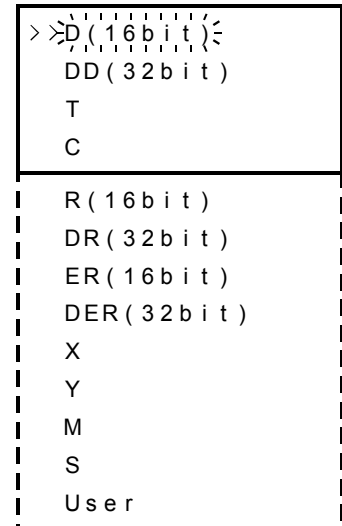 >>D(16bit)
DD(32bit)
T
C
R(16bit)
DR(32bit)
ER(16bit)
DER(32bit)
X
Y
M
S
User